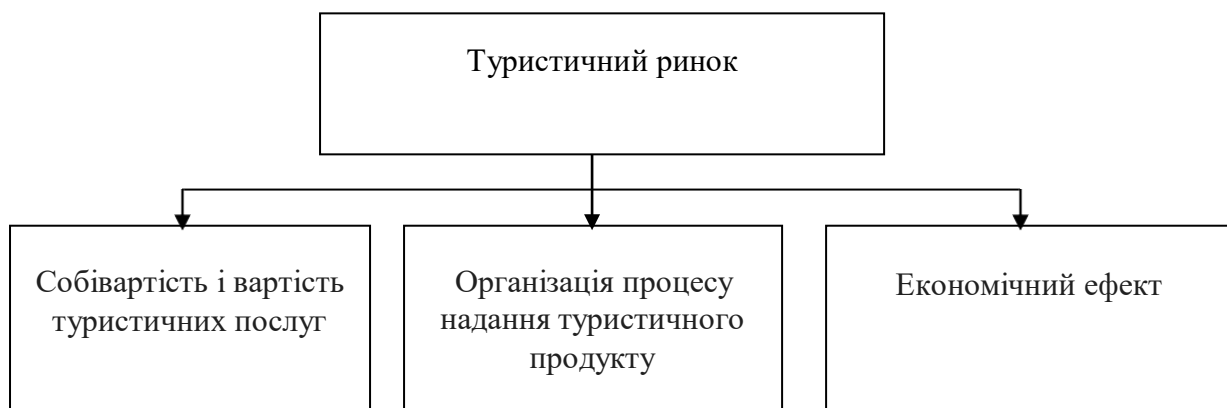 Туристичний ринок
Собівартість і вартість
туристичних послуг
Організація процесу
надання туристичного
продукту
Економічний ефект